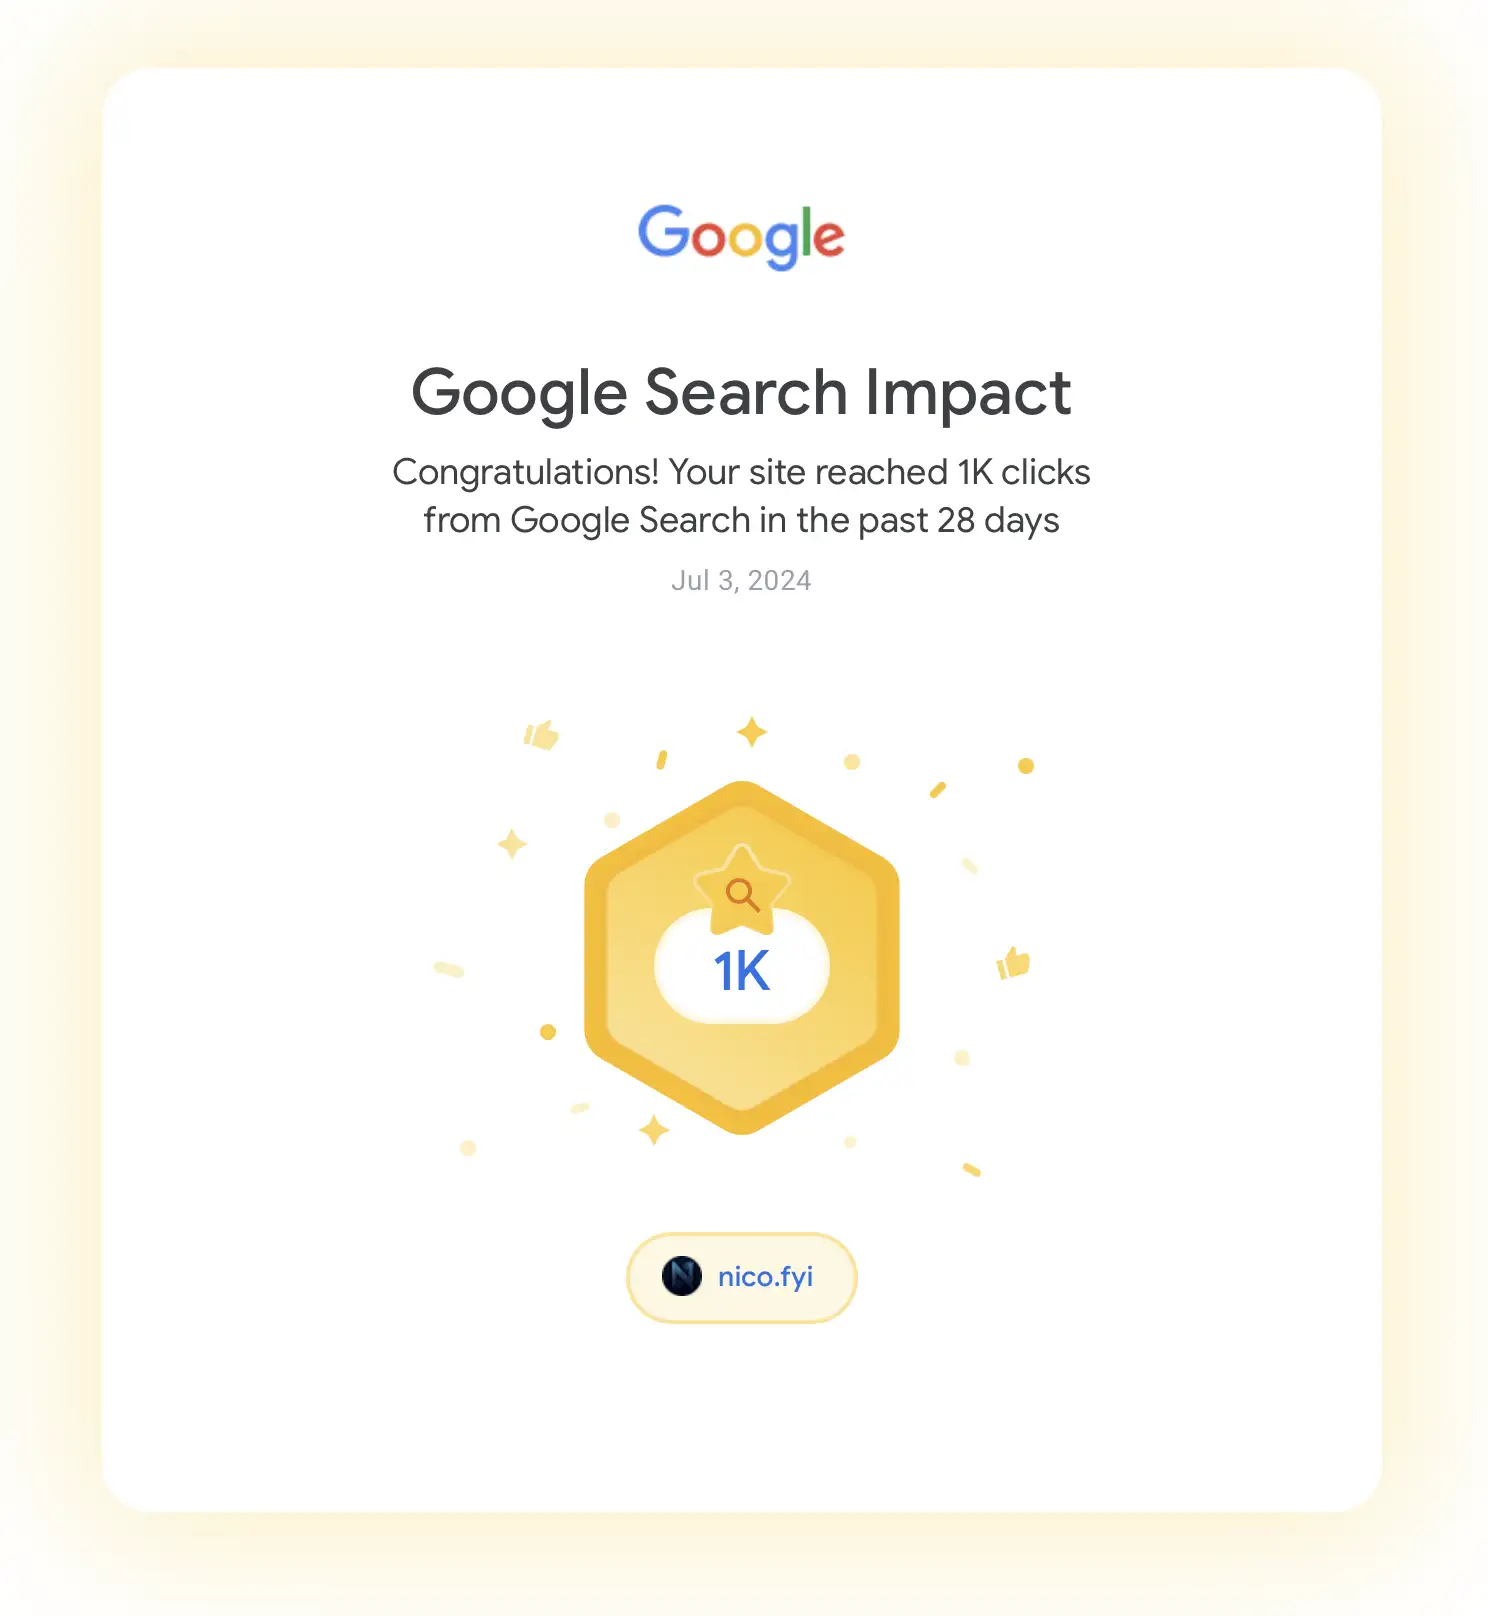 Google
Google Search Impact
Congratulations! Your site reached 1K clicks
from Google Search in the past 28 days
Jul 3, 2024
1K
N
nico.fyi